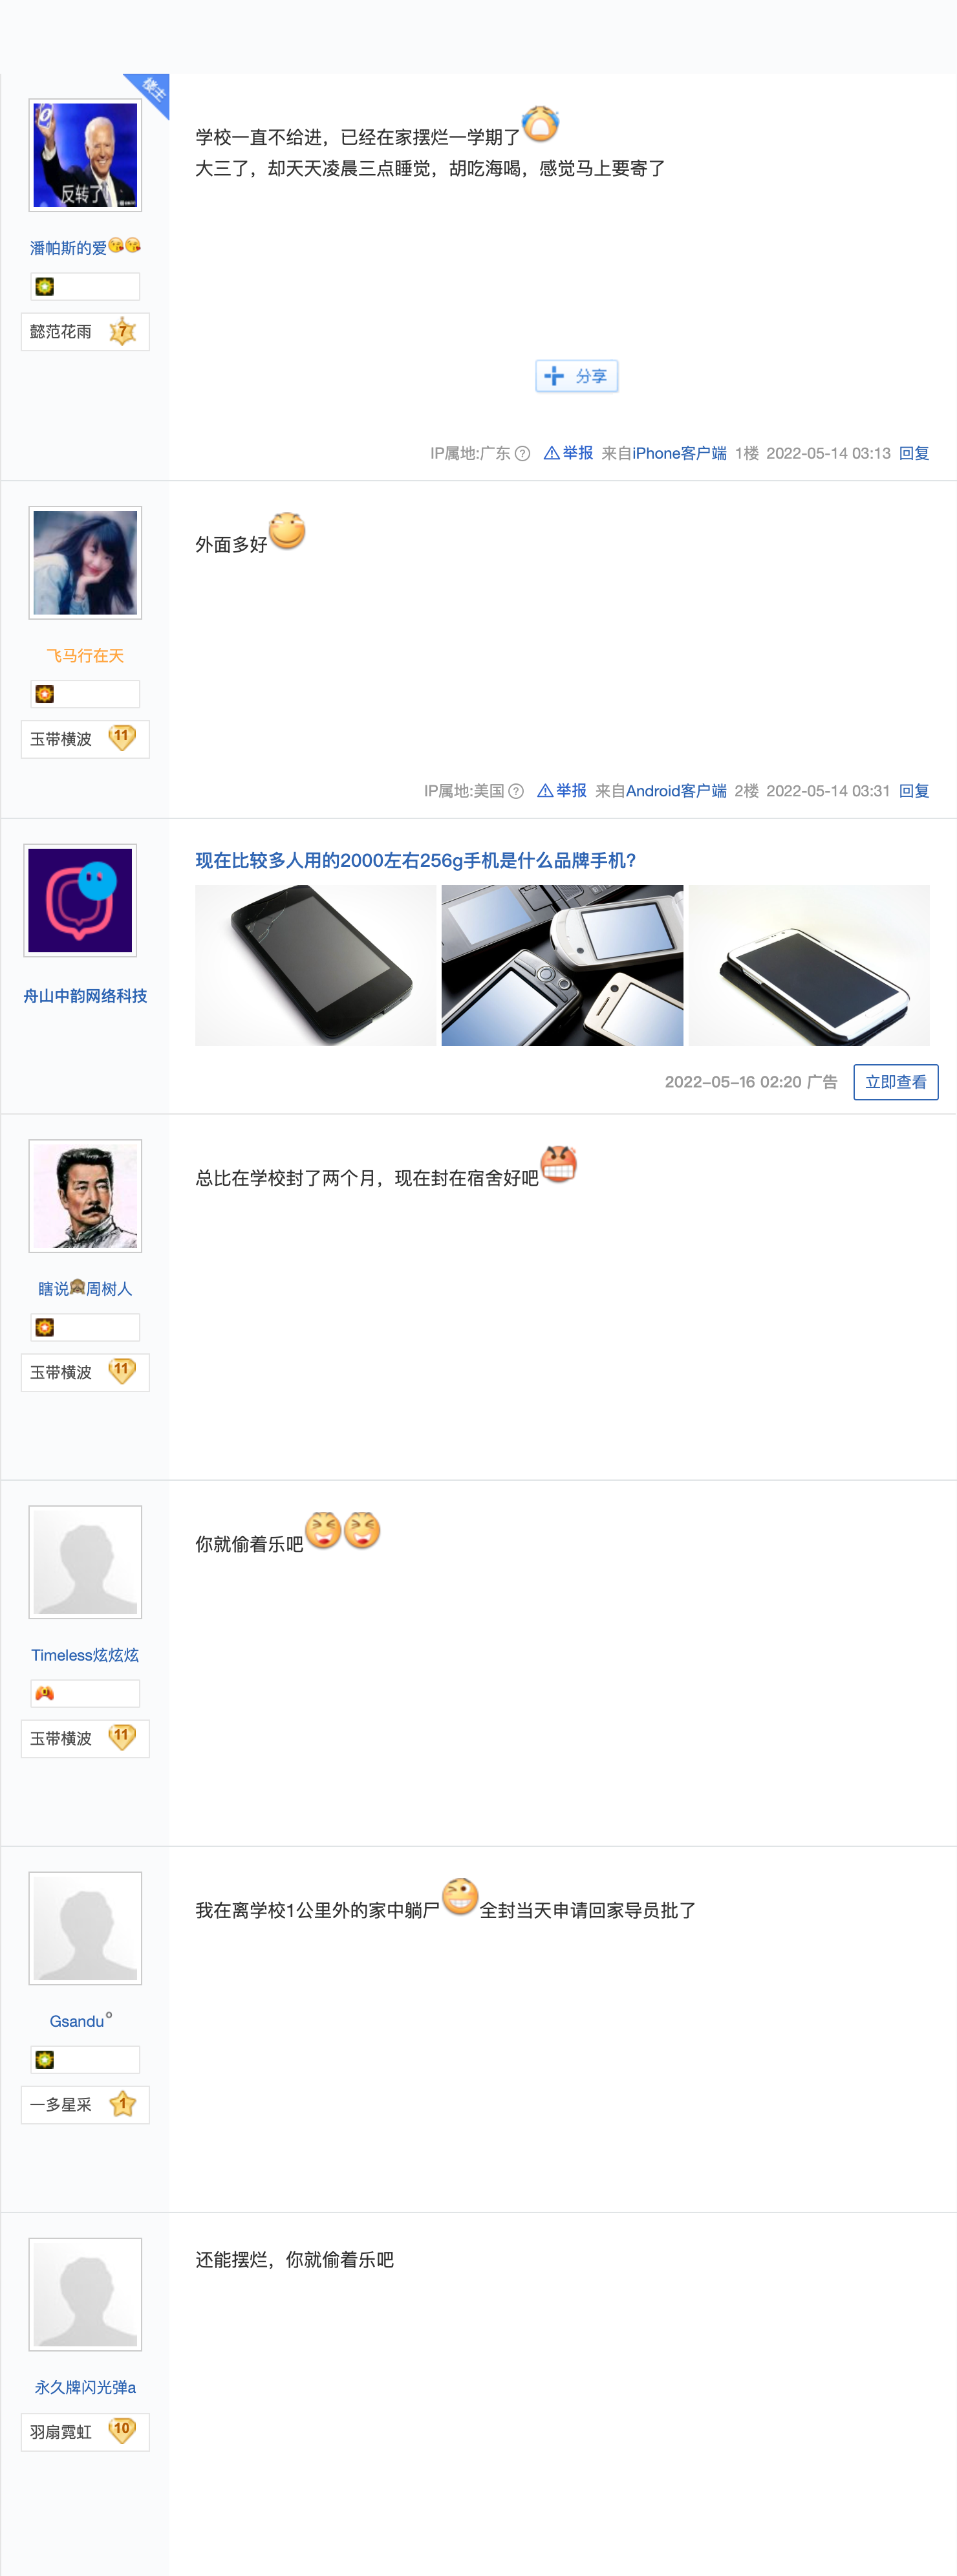 楼主
反转了!
学校一直不给进，已经在家摆烂一学期了
大三了，却天天凌晨三点睡觉，胡吃海喝，感觉马上要寄了
潘帕斯的爱
懿范花雨 7
分享
IP属地:广东 举报 来自iPhone客户端 1楼 2022-05-14 03:13 回复
外面多好
飞马行在天
玉带横波 11
IP属地:美国 举报 来自Android客户端 2楼 2022-05-14 03:31 回复
现在比较多人用的2000左右256g手机是什么品牌手机?
舟山中韵网络科技
2022-05-16 02:20 广告 立即查看
总比在学校封了两个月，现在封在宿舍好吧
瞎说周树人
玉带横波 11
你就偷着乐吧
Timeless炫炫炫
玉带横波 11
我在离学校1公里外的家中躺尸全封当天申请回家导员批了
Gsandu°
一多星采 1
还能摆烂，你就偷着乐吧
永久牌闪光弹a
羽扇霓虹 10